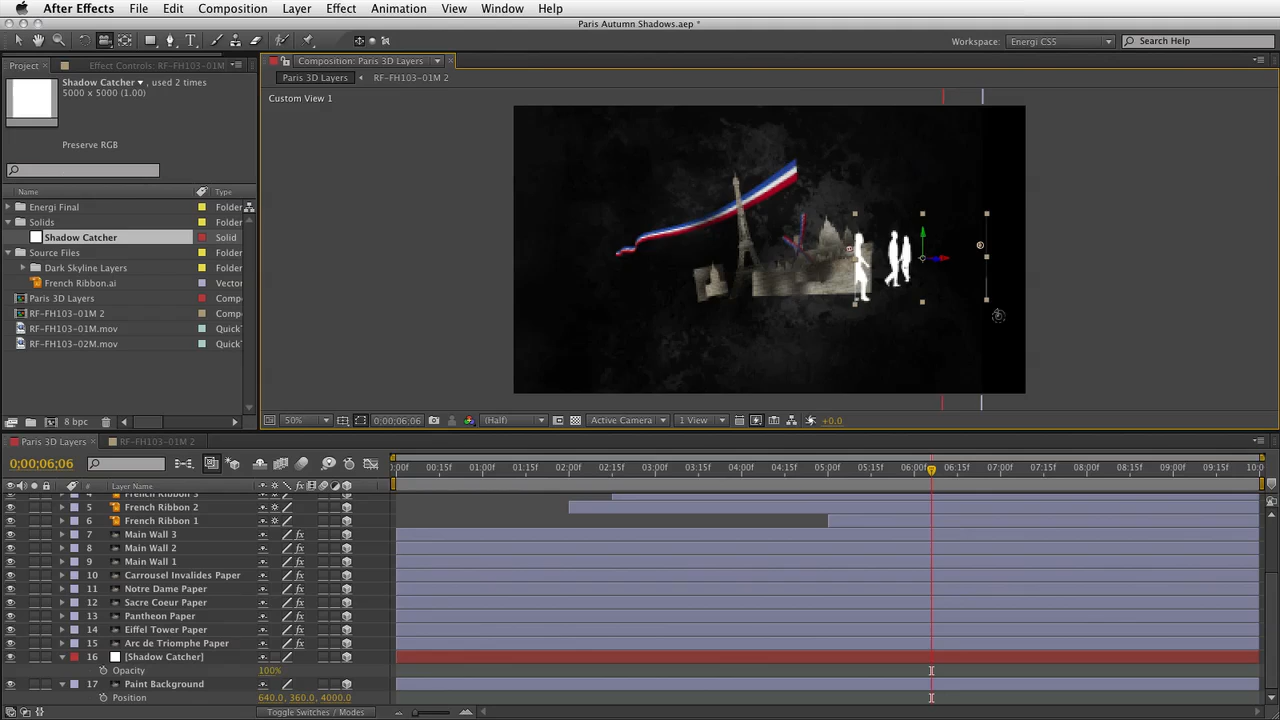 After Effects File Edit Composition Layer Effect Animation View Window Help
Paris Autumn Shadows.aep *
Workspace: Energi CSS Search Help
Project Effect Controls: RF-FH103-01M Composition: Paris 3D Layers
Shadow Catcher , used 2 times
5000 x 5000 (1.00)
Paris 3D Layers RF-FH103-01M 2
Custom View 1
Preserve RGB
Name Type
Energi Final Folder
Solids Folder
Shadow Catcher Solid
Source Files Folder
Dark Skyline Layers Folder
French Ribbon.ai Vector
Paris 3D Layers Compo
RF-FH103-01M 2 Compo
RF-FH103-01M.mov QuickT
RF-FH103-02M.mov QuickT
8 bpc 50% 0;00;06;06 (Half) Active Camera 1 View +0.0
Paris 3D Layers RF-FH103-01M 2
0;00;06;06
:00f 00:15f 01:00f 01:15f 02:00f 02:15f 03:00f 03:15f 04:00f 04:15f 05:00f 05:15f 06:00f 06:15f 07:00f 07:15f 08:00f 08:15f 09:00f 09:15f 10:0
# Layer Name
4 French Ribbon 3
5 French Ribbon 2
6 French Ribbon 1
7 Main Wall 3
8 Main Wall 2
9 Main Wall 1
10 Carrousel Invalides Paper
11 Notre Dame Paper
12 Sacre Coeur Paper
13 Pantheon Paper
14 Eiffel Tower Paper
15 Arc de Triomphe Paper
16 [Shadow Catcher]
Opacity 100%
17 Paint Background
Position 640.0, 360.0, 4000.0
Toggle Switches / Modes